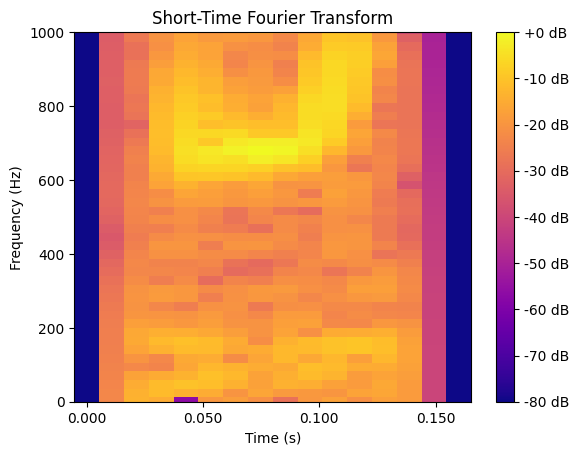 Short-Time Fourier Transform
1000
800
600
400
200
0
Frequency (Hz)
0.000
0.050
0.100
0.150
Time (s)
+0 dB
-10 dB
-20 dB
-30 dB
-40 dB
-50 dB
-60 dB
-70 dB
-80 dB